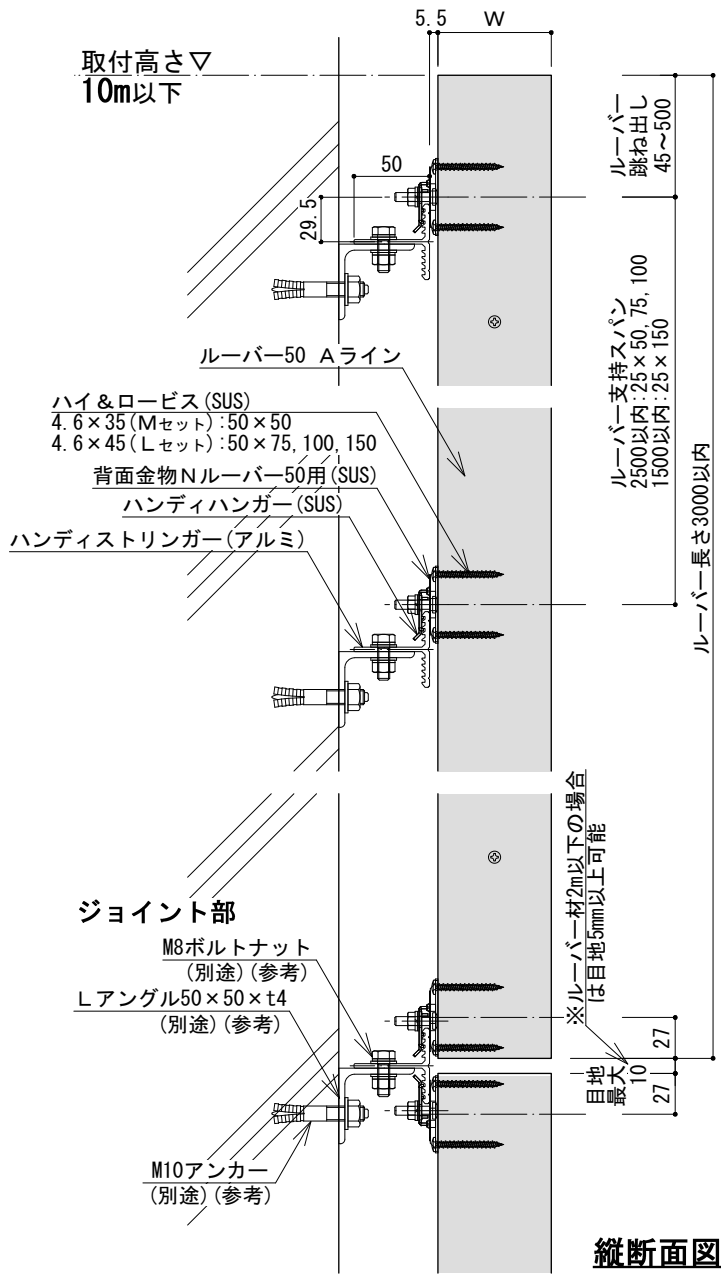 5.5
W
取付高さ▽
10m以下
ルーバー
跳ね出し
45～500
50
29.5
ルーバー支持スパン
2500以内:25×50,75,100
1500以内:25×150
ルーバー長さ3000以内
ルーバー50 Aライン
ハイ＆ロービス(SUS)
4.6×35(Mセット):50×50
4.6×45(Lセット):50×75,100,150
背面金物Nルーバー50用(SUS)
ハンディハンガー(SUS)
ハンディストリンガー(アルミ)
※ルーバー材2m以下の場合
は目地5mm以上可能
ジョイント部
M8ボルトナット
(別途)(参考)
Lアングル50×50×t4
(別途)(参考)
27
目地
最大
10
27
M10アンカー
(別途)(参考)
縦断面図